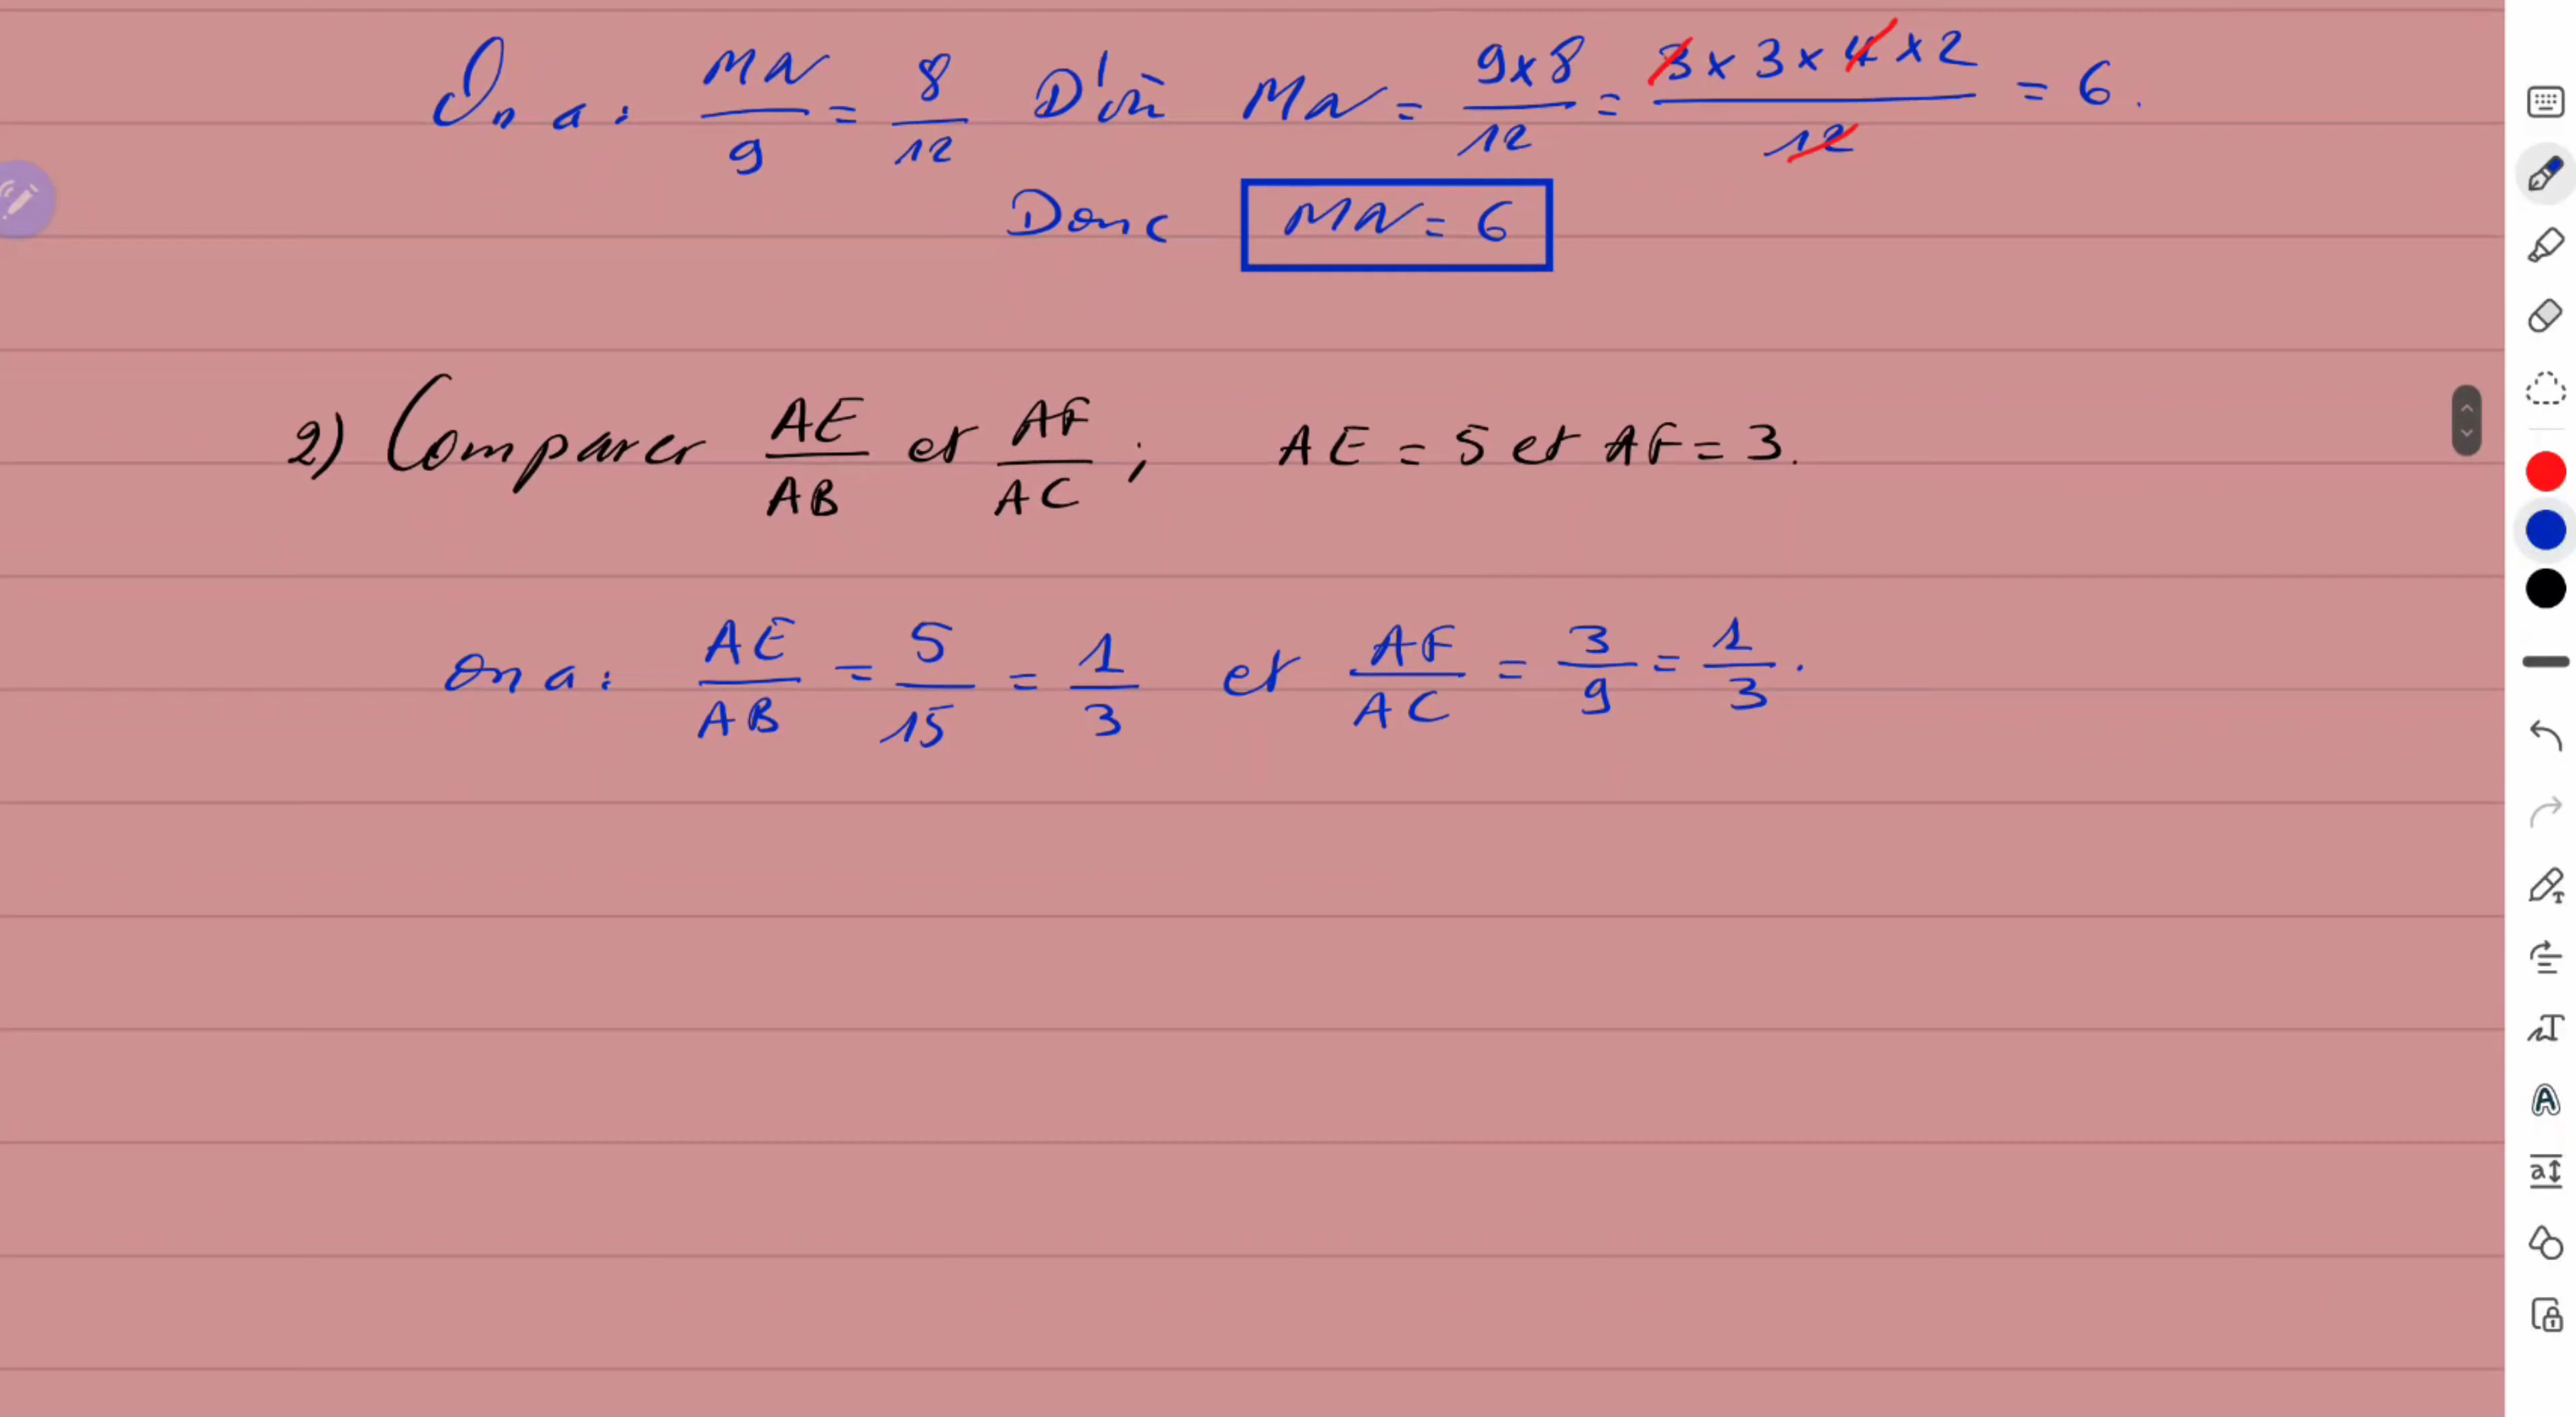 On a : MN/9 = 8/12 D'où MN = 9×8/12 = 3×3×4×2/12 = 6.
Donc MN = 6
2) Comparer AE/AB et AF/AC ; AE = 5 et AF = 3.
on a : AE/AB = 5/15 = 1/3 et AF/AC = 3/9 = 1/3.